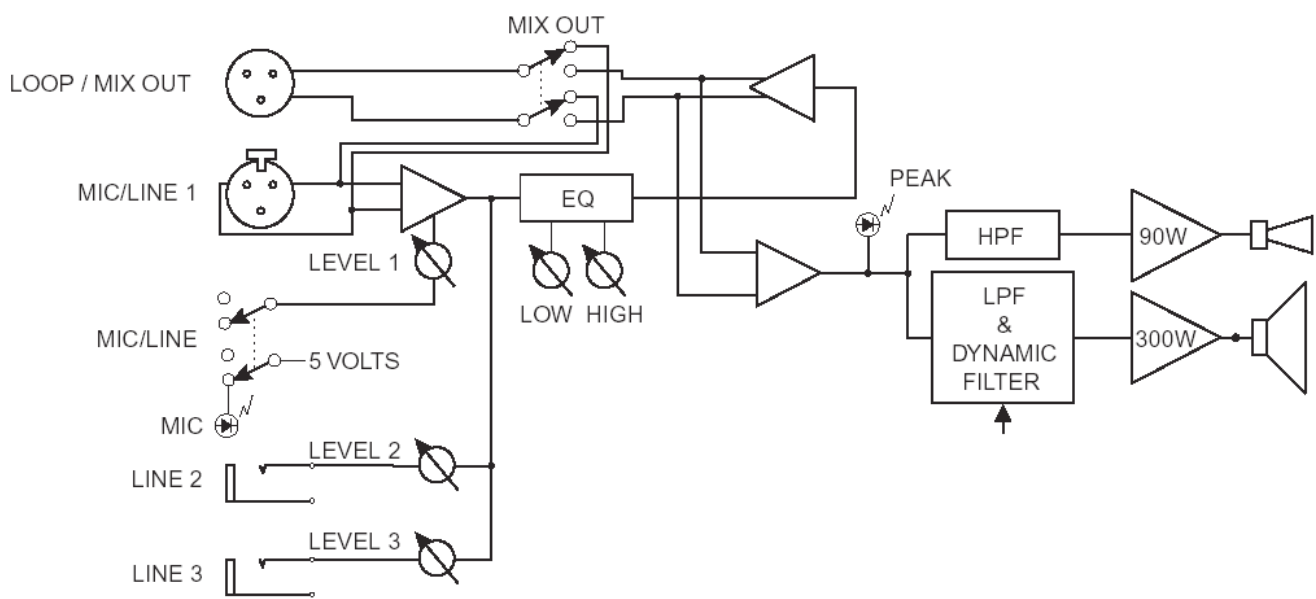 MIX OUT
LOOP / MIX OUT
MIC/LINE 1
LEVEL 1
EQ
LOW
HIGH
PEAK
HPF
90W
LPF
&
DYNAMIC
FILTER
300W
MIC/LINE
5 VOLTS
MIC
LEVEL 2
LINE 2
LEVEL 3
LINE 3